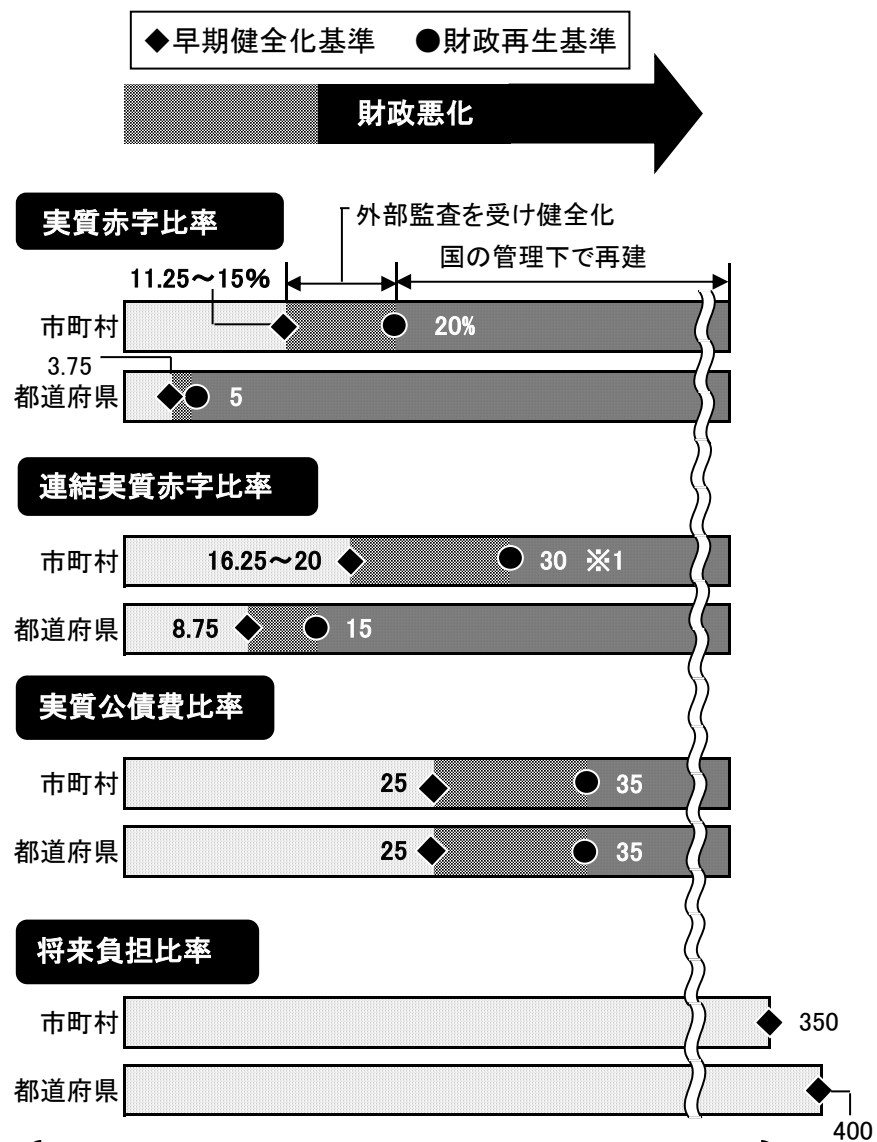 ◆早期健全化基準 ●財政再生基準
財政悪化
実質赤字比率
外部監査を受け健全化
国の管理下で再建
11.25～15%
市町村
20%
3.75
都道府県
5
連結実質赤字比率
市町村 16.25～20 30 ※1
都道府県 8.75 15
実質公債費比率
市町村 25 35
都道府県 25 35
将来負担比率
市町村 350
都道府県
400